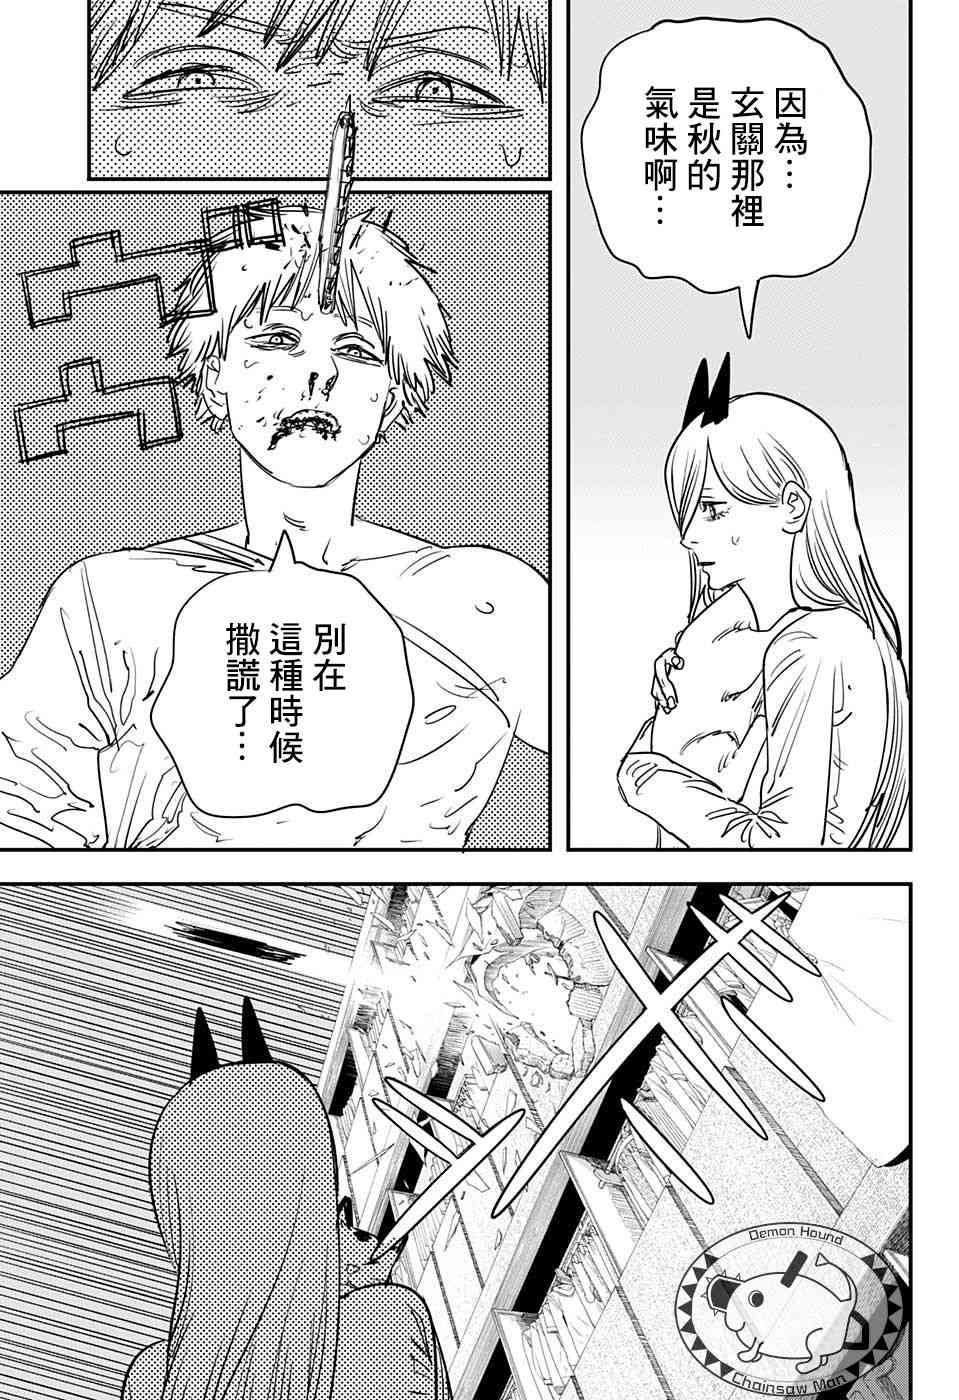 因為…
玄關那裡
是秋的
氣味啊…
別在
這種時候
撒謊了…
Demon Hound
Chainsaw Man